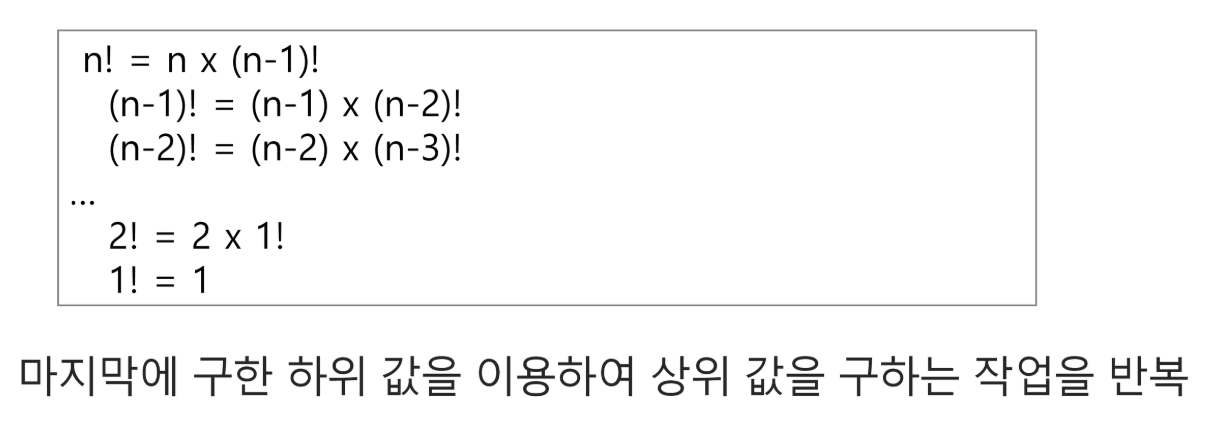 n! = n x (n-1)!
(n-1)! = (n-1) x (n-2)!
(n-2)! = (n-2) x (n-3)!
...
2! = 2 x 1!
1! = 1
마지막에 구한 하위 값을 이용하여 상위 값을 구하는 작업을 반복